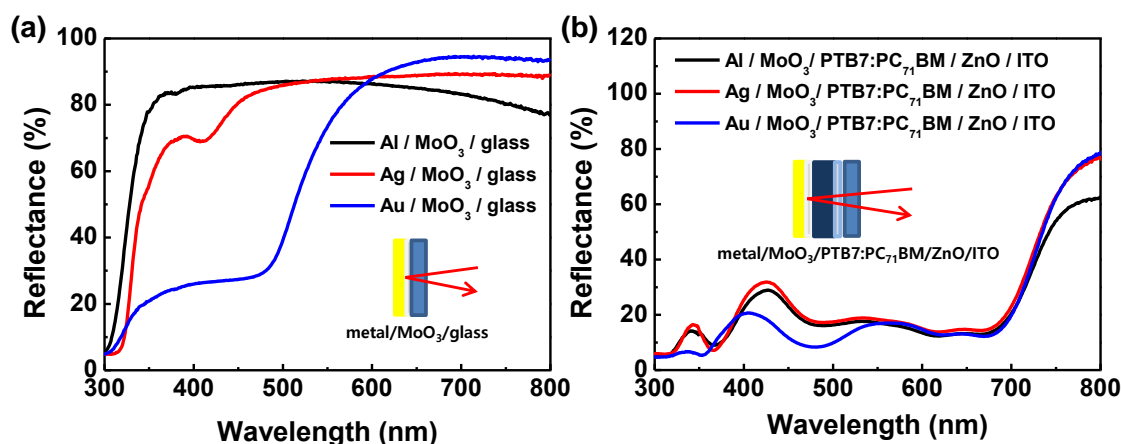 (a)
100
80
60
40
20
0
Reflectance (%)
Al / MoO₃ / glass
Ag / MoO₃ / glass
Au / MoO₃ / glass
metal/MoO₃/glass
300 400 500 600 700 800
Wavelength (nm)
(b)
120
100
80
60
40
20
0
Reflectance (%)
Al / MoO₃/ PTB7:PC₇₁BM / ZnO / ITO
Ag / MoO₃/ PTB7:PC₇₁BM / ZnO / ITO
Au / MoO₃/ PTB7:PC₇₁BM / ZnO / ITO
metal/MoO₃/PTB7:PC₇₁BM/ZnO/ITO
300 400 500 600 700 800
Wavelength (nm)